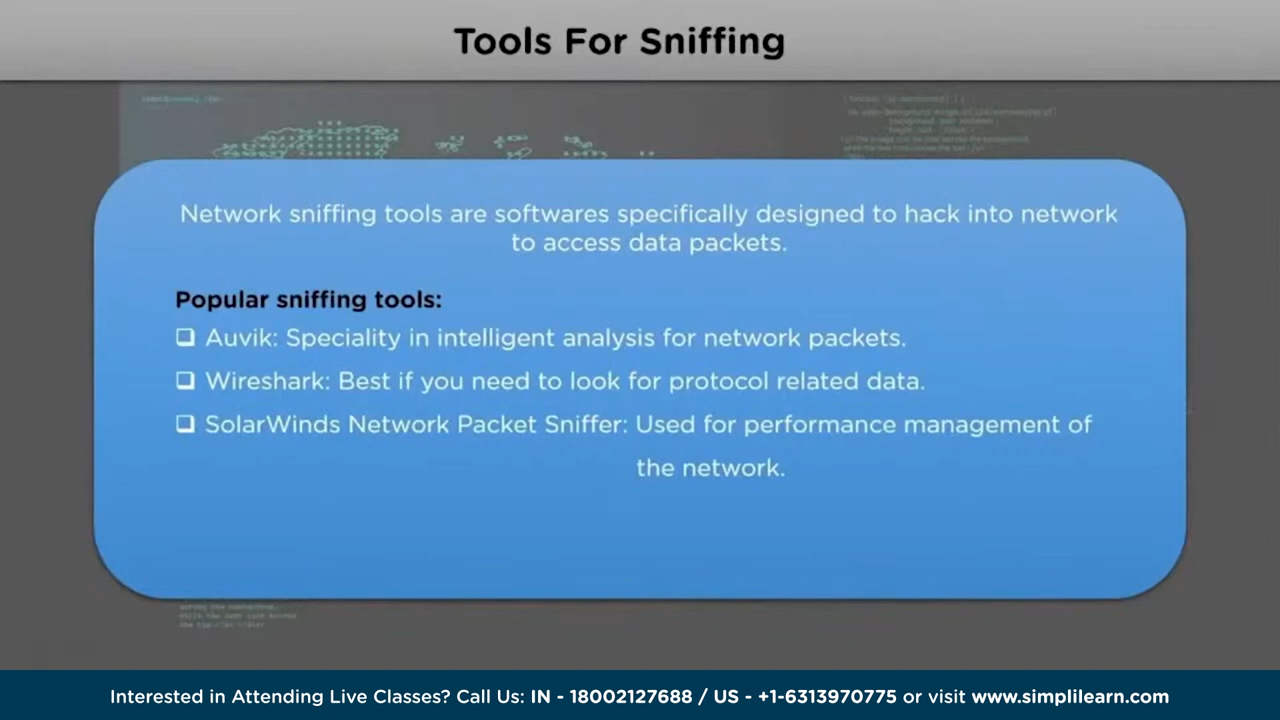 Tools For Sniffing
Network sniffing tools are softwares specifically designed to hack into network
to access data packets.
Popular sniffing tools:
❑ Auvik: Speciality in intelligent analysis for network packets.
❑ Wireshark: Best if you need to look for protocol related data.
❑ SolarWinds Network Packet Sniffer: Used for performance management of
the network.
Interested in Attending Live Classes? Call Us: IN - 18002127688 / US - +1-6313970775 or visit www.simplilearn.com